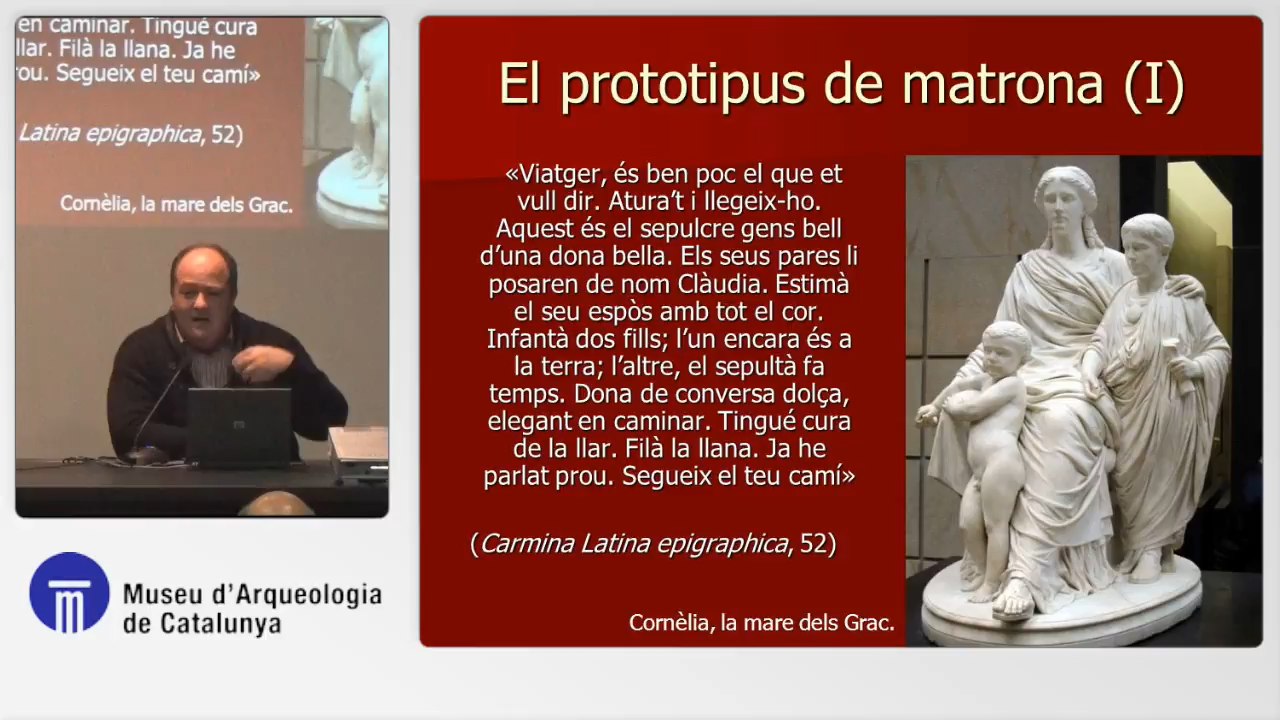 en caminar. Tingué cura
llar. Filà la llana. Ja he
rou. Segueix el teu camí»
Latina epigraphica, 52)
Cornèlia, la mare dels Grac.
Museu d'Arqueologia
de Catalunya
El prototipus de matrona (I)
«Viatger, és ben poc el que et
vull dir. Atura't i llegeix-ho.
Aquest és el sepulcre gens bell
d'una dona bella. Els seus pares li
posaren de nom Clàudia. Estimà
el seu espòs amb tot el cor.
Infantà dos fills; l'un encara és a
la terra; l'altre, el sepultà fa
temps. Dona de conversa dolça,
elegant en caminar. Tingué cura
de la llar. Filà la llana. Ja he
parlat prou. Segueix el teu camí»
(Carmina Latina epigraphica, 52)
Cornèlia, la mare dels Grac.